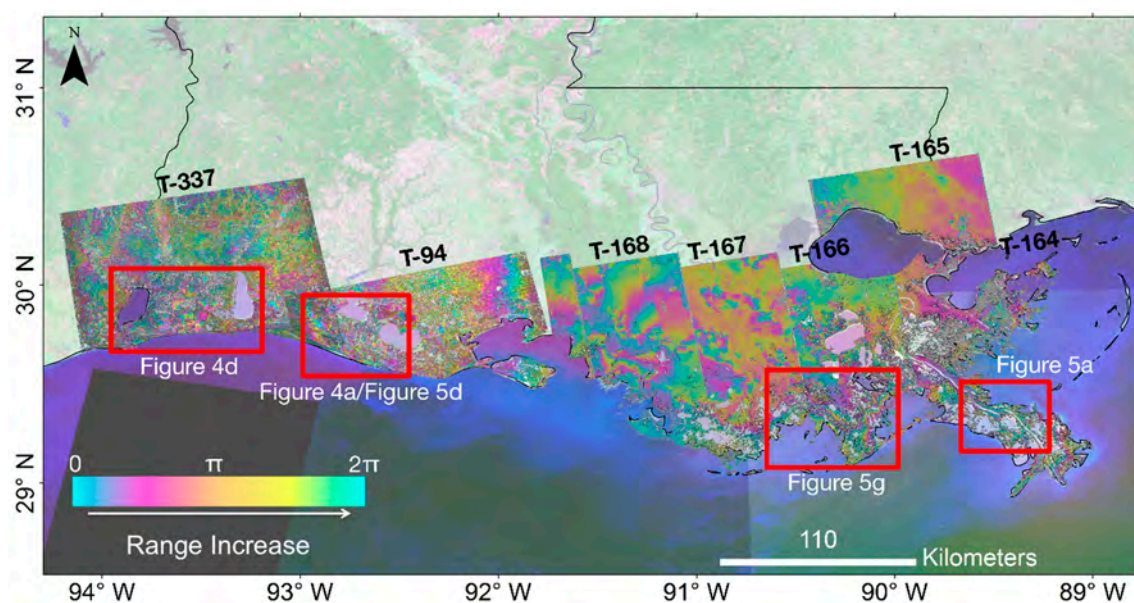 N
31° N
30° N
29° N
T-337
T-94
T-168
T-167
T-166
T-165
T-164
Figure 4d
Figure 4a/Figure 5d
Figure 5a
Figure 5g
0 π 2π
Range Increase
110
Kilometers
94° W 93° W 92° W 91° W 90° W 89° W